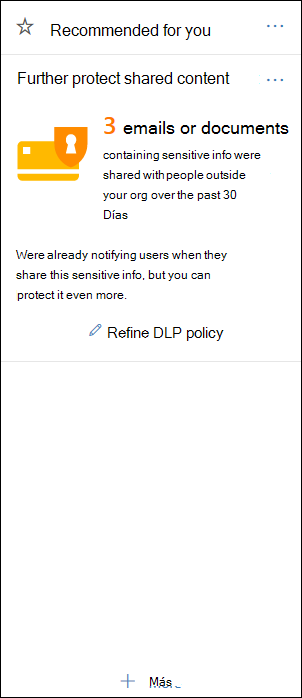 Recommended for you
Further protect shared content
3 emails or documents
containing sensitive info were
shared with people outside
your org over the past 30
Días
Were already notifying users when they
share this sensitive info, but you can
protect it even more.
Refine DLP policy
Más